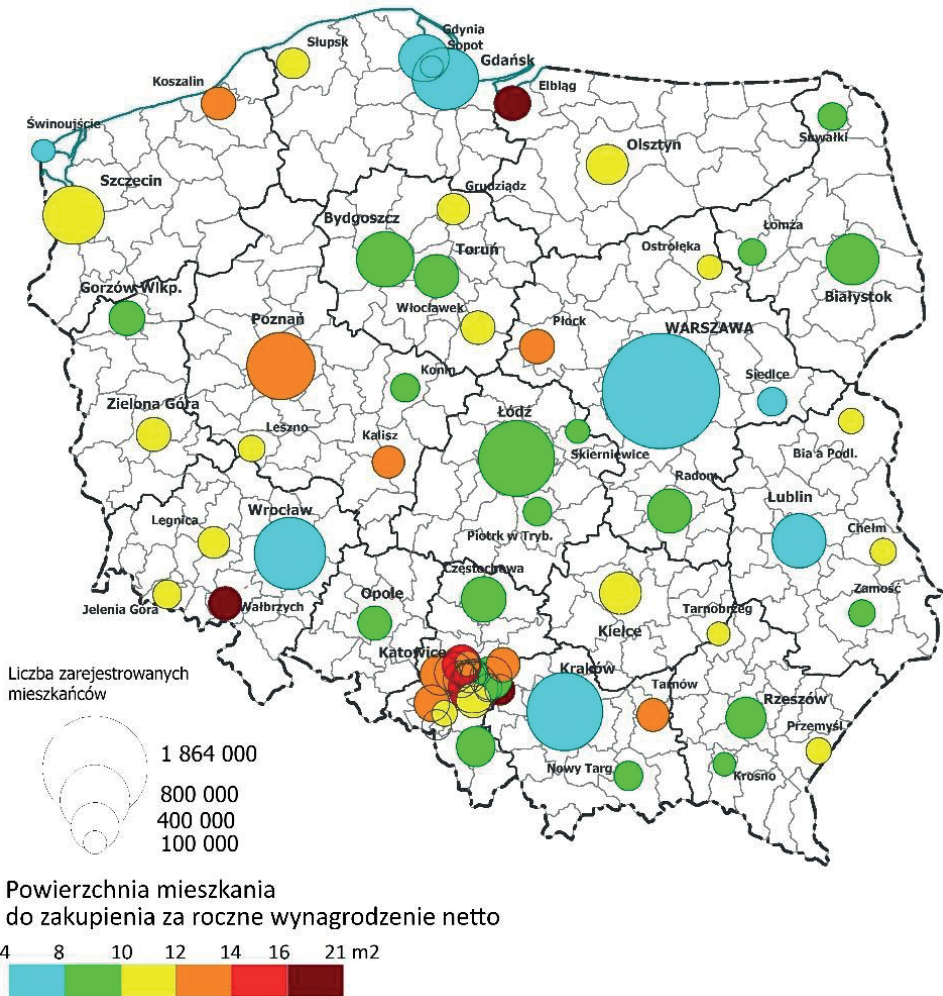 Gdynia
Sopot
Słupsk
Gdańsk
Koszalin
Elbląg
Świnoujście
Suwałki
Olsztyn
Szczecin
Grudziądz
Bydgoszcz
Łomża
Toruń
Ostrołęka
Gorzów Wlkp.
Białystok
Włocławek
Poznań
Płock
WARSZAWA
Konin
Siedlce
Zielona Góra
Łódź
Leszno
Kalisz
Skierniewice
Bia a Podl.
Radom
Lublin
Wrocław
Legnica
Piotrk w Tryb.
Chełm
Częstochowa
Jelenia Góra
Wałbrzych
Opole
Zamość
Tarnobrzeg
Kielce
Katowice
Kraków
Tarnów
Rzeszów
Przemyśl
Nowy Targ
Krosno
Liczba zarejestrowanych
mieszkańców
1 864 000
800 000
400 000
100 000
Powierzchnia mieszkania
do zakupienia za roczne wynagrodzenie netto
4 8 10 12 14 16 21 m2